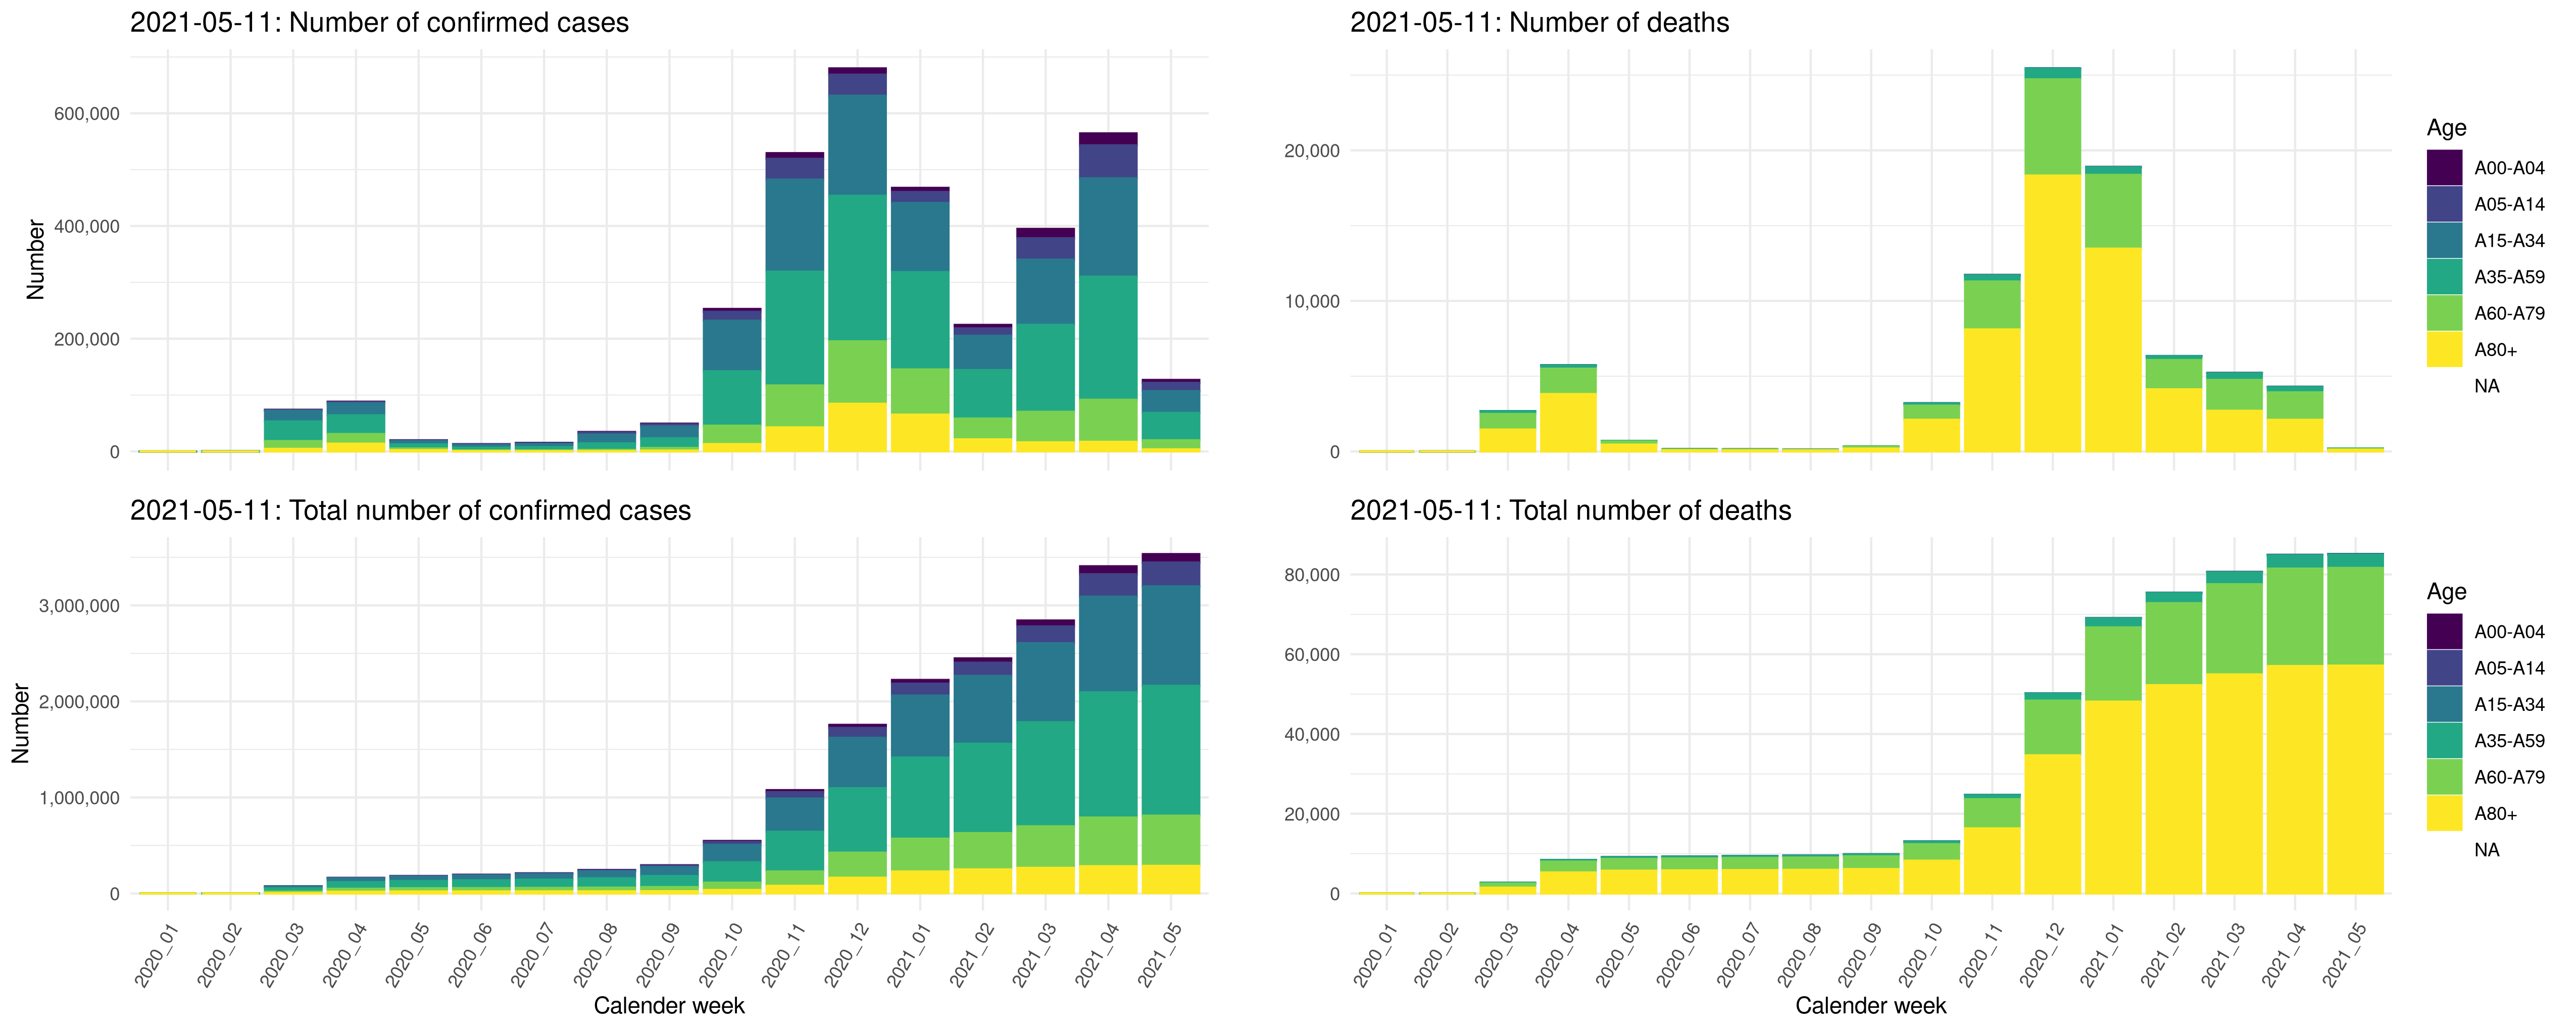 2021-05-11: Number of confirmed cases
Number
600,000
400,000
200,000
0
2021-05-11: Number of deaths
20,000
10,000
0
Age
A00-A04
A05-A14
A15-A34
A35-A59
A60-A79
A80+
NA
2021-05-11: Total number of confirmed cases
Number
3,000,000
2,000,000
1,000,000
0
2020_01
2020_02
2020_03
2020_04
2020_05
2020_06
2020_07
2020_08
2020_09
2020_10
2020_11
2020_12
2021_01
2021_02
2021_03
2021_04
2021_05
Calender week
2021-05-11: Total number of deaths
80,000
60,000
40,000
20,000
0
2020_01
2020_02
2020_03
2020_04
2020_05
2020_06
2020_07
2020_08
2020_09
2020_10
2020_11
2020_12
2021_01
2021_02
2021_03
2021_04
2021_05
Calender week
Age
A00-A04
A05-A14
A15-A34
A35-A59
A60-A79
A80+
NA